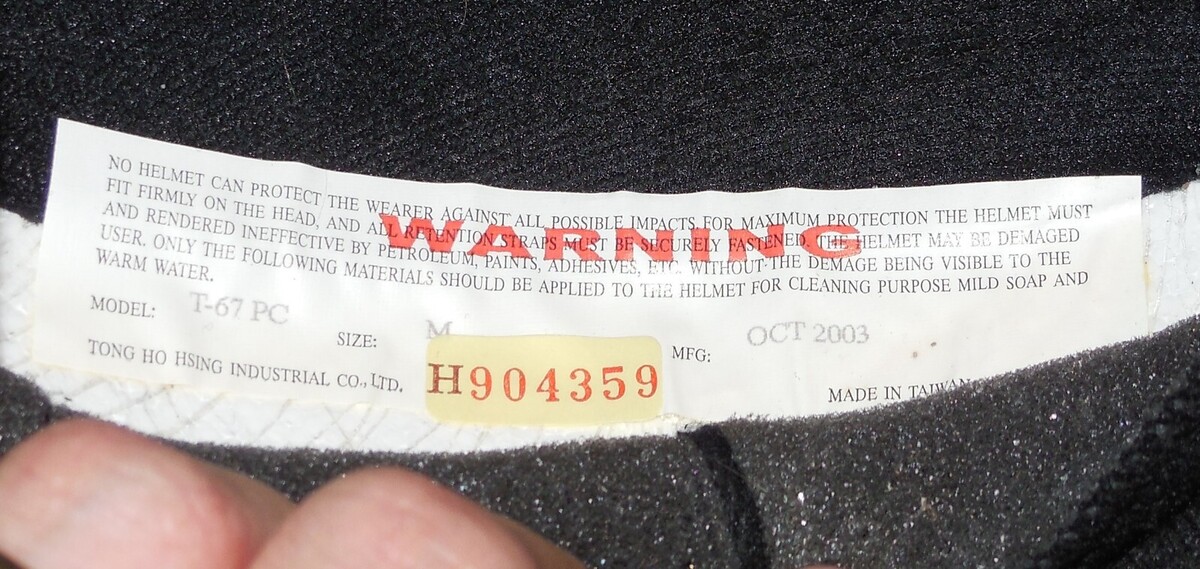 NO HELMET CAN PROTECT THE WEARER AGAINST ALL POSSIBLE IMPACTS. FOR MAXIMUM PROTECTION THE HELMET MUST
FIT FIRMLY ON THE HEAD, AND ALL RETENTION STRAPS MUST BE SECURELY FASTENED. THE HELMET MAY BE DEMAGED
AND RENDERED INEFFECTIVE BY PETROLEUM, PAINTS, ADHESIVES, ETC. WITHOUT THE DEMAGE BEING VISIBLE TO THE
USER. ONLY THE FOLLOWING MATERIALS SHOULD BE APPLIED TO THE HELMET FOR CLEANING PURPOSE MILD SOAP AND
WARM WATER.
WARNING
MODEL: T-67 PC SIZE: M MFG: OCT 2003
TONG HO HSING INDUSTRIAL CO., LTD. H904359 MADE IN TAIWAN